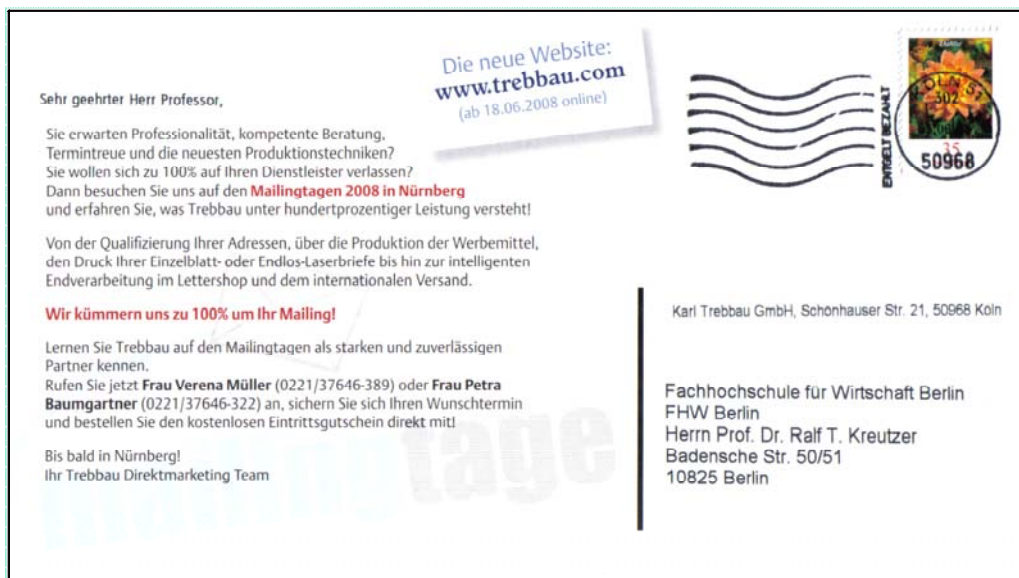 Die neue Website:
www.trebbau.com
(ab 18.06.2008 online)
Sehr geehrter Herr Professor,
Sie erwarten Professionalität, kompetente Beratung,
Termintreue und die neuesten Produktionstechniken?
Sie wollen sich zu 100% auf Ihren Dienstleister verlassen?
Dann besuchen Sie uns auf den Mailingtagen 2008 in Nürnberg
und erfahren Sie, was Trebbau unter hundertprozentiger Leistung versteht!
Von der Qualifizierung Ihrer Adressen, über die Produktion der Werbemittel,
den Druck Ihrer Einzelblatt- oder Endlos-Laserbriefe bis hin zur intelligenten
Endverarbeitung im Lettershop und dem internationalen Versand.
Wir kümmern uns zu 100% um Ihr Mailing!
Lernen Sie Trebbau auf den Mailingtagen als starken und zuverlässigen
Partner kennen.
Rufen Sie jetzt Frau Verena Müller (0221/37646-389) oder Frau Petra
Baumgartner (0221/37646-322) an, sichern Sie sich Ihren Wunschtermin
und bestellen Sie den kostenlosen Eintrittsgutschein direkt mit!
Bis bald in Nürnberg!
Ihr Trebbau Direktmarketing Team
mailingtage
ENTGELT BEZAHLT
KÖLN 51
302
35
50968
Karl Trebbau GmbH, Schönhauser Str. 21, 50968 Köln
Fachhochschule für Wirtschaft Berlin
FHW Berlin
Herrn Prof. Dr. Ralf T. Kreutzer
Badensche Str. 50/51
10825 Berlin